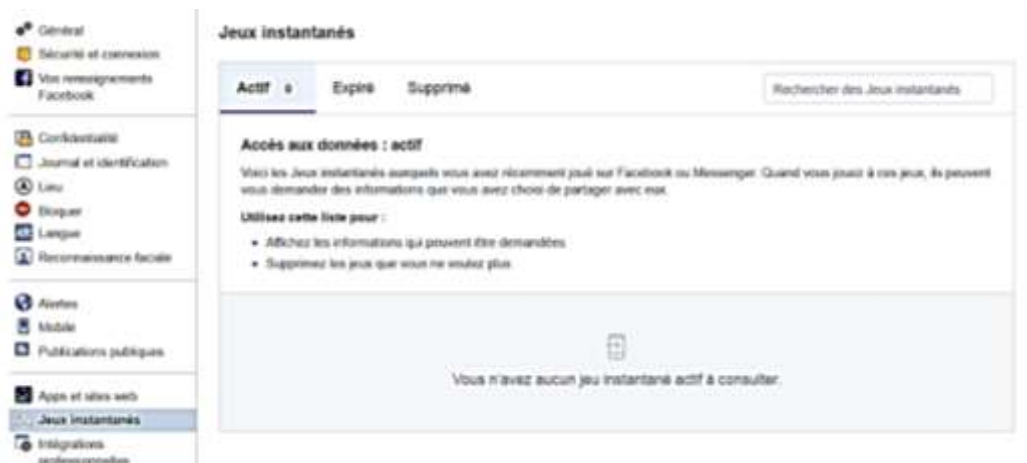 Général
Sécurité et connexion
Vos renseignements
Facebook
Confidentialité
Journal et identification
Lieu
Bloquer
Langue
Reconnaissance faciale
Alertes
Mobile
Publications publiques
Apps et sites web
Jeux instantanés
Intégrations
professionnelles
Jeux instantanés
Actif 0 Expiré Supprimé
Rechercher des Jeux instantanés
Accès aux données : actif
Voici les Jeux instantanés auxquels vous avez récemment joué sur Facebook ou Messenger. Quand vous jouez à ces jeux, ils peuvent
vous demander des informations que vous avez choisi de partager avec eux.
Utilisez cette liste pour :
• Affichez les informations qui peuvent être demandées
• Supprimez les jeux que vous ne voulez plus
Vous n'avez aucun jeu instantané actif à consulter.